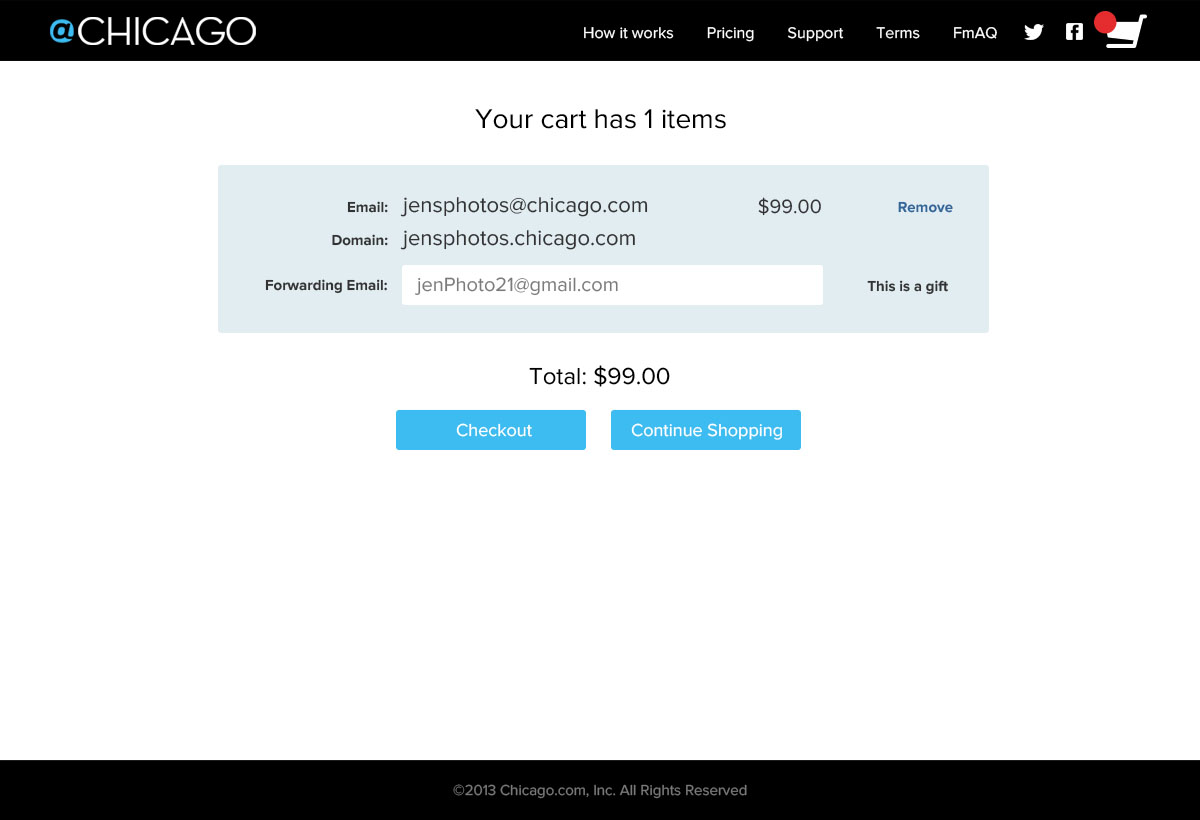 @CHICAGO
How it works Pricing Support Terms FmAQ
Your cart has 1 items
Email: jensphotos@chicago.com $99.00 Remove
Domain: jensphotos.chicago.com
Forwarding Email: jenPhoto21@gmail.com This is a gift
Total: $99.00
Checkout Continue Shopping
©2013 Chicago.com, Inc. All Rights Reserved